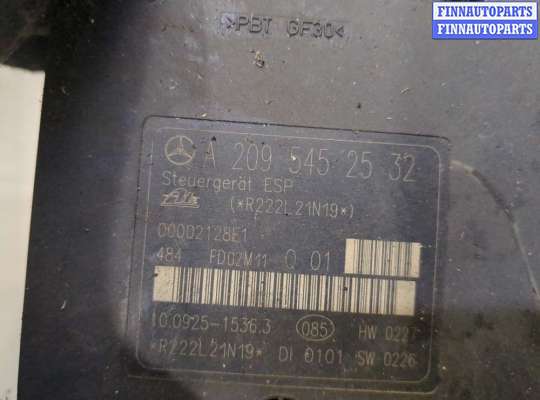 FINNAUTOPARTS
FINNAUTOPARTS
>PBT GF30<
A 209 545 25 32
Steuergerät ESP
(*R222L21N19*)
00002128E1
484 FD02M11 Q 01
10.0925-1536.3 085 HW 0227
*R222L21N19* DI 0101 SW 0226